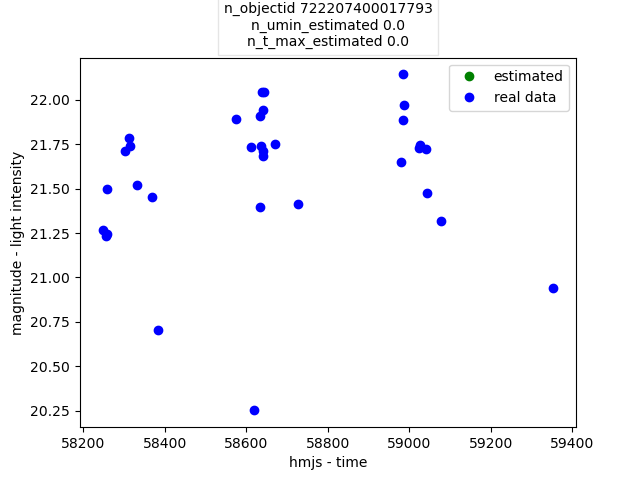 n_objectid 722207400017793
n_umin_estimated 0.0
n_t_max_estimated 0.0
estimated
real data
magnitude - light intensity
22.00
21.75
21.50
21.25
21.00
20.75
20.50
20.25
58200 58400 58600 58800 59000 59200 59400
hmjs - time